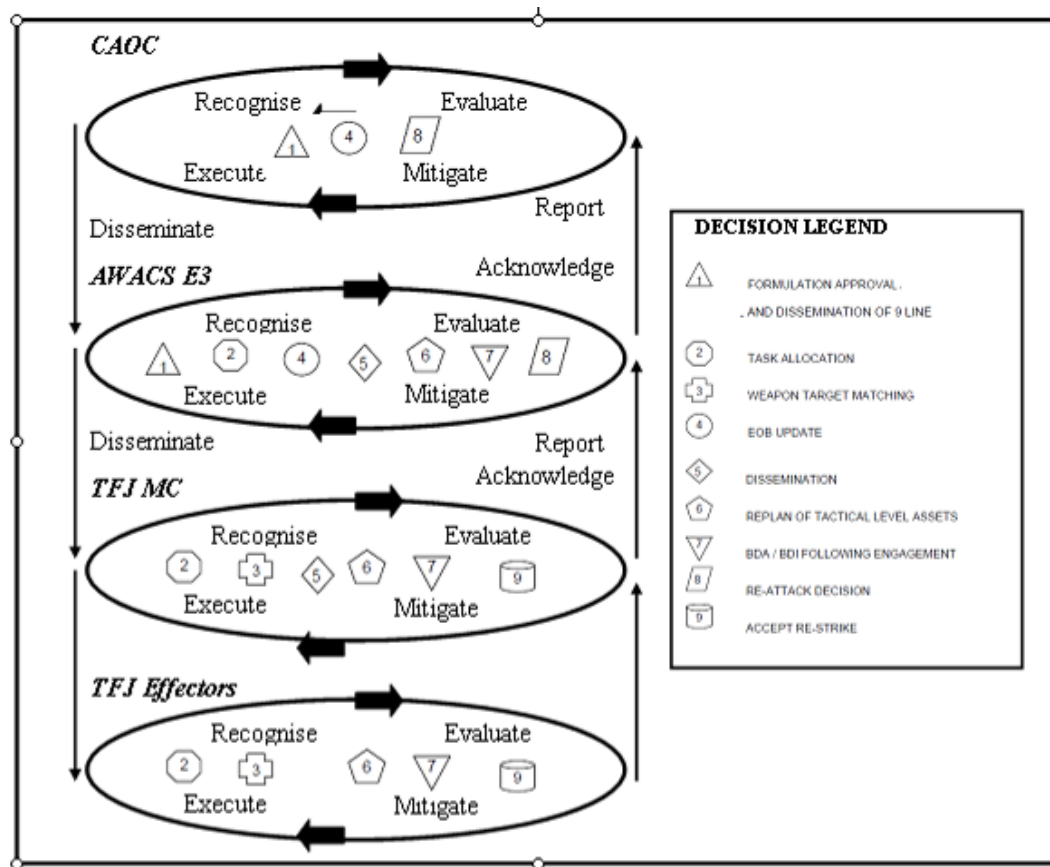 CAOC
Recognise Evaluate
1 4 8
Execute Mitigate
Disseminate Report
AWACS E3 Acknowledge
Recognise Evaluate
1 2 4 5 6 7 8
Execute Mitigate
Disseminate Report
Acknowledge
TFJ MC
Recognise Evaluate
2 3 5 6 7 9
Execute Mitigate
TFJ Effectors
Recognise Evaluate
2 3 6 7 9
Execute Mitigate
DECISION LEGEND
1 FORMULATION APPROVAL.
AND DISSEMINATION OF 9 LINE
2 TASK ALLOCATION
3 WEAPON TARGET MATCHING
4 EOB UPDATE
5 DISSEMINATION
6 REPLAN OF TACTICAL LEVEL ASSETS
7 BDA / BDI FOLLOWING ENGAGEMENT
8 RE-ATTACK DECISION
9 ACCEPT RE-STRIKE